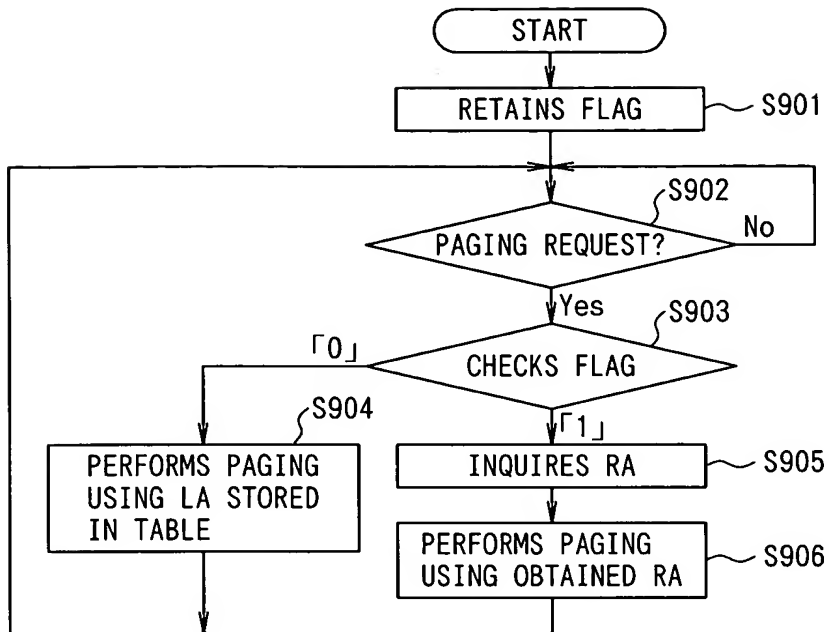 START
RETAINS FLAG
S901
S902
PAGING REQUEST?
No
Yes
S903
「0」
CHECKS FLAG
S904
「1」
PERFORMS PAGING
USING LA STORED
IN TABLE
INQUIRES RA
S905
PERFORMS PAGING
USING OBTAINED RA
S906